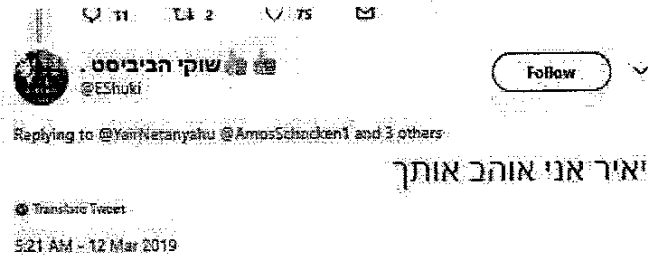 11 2 75
שוקי הביביסט .
@EShuki
Follow
Replying to @YairNetanyahu @AmosSchocken1 and 3 others
יאיר אני אוהב אותך
Translate Tweet
5:21 AM - 12 Mar 2019